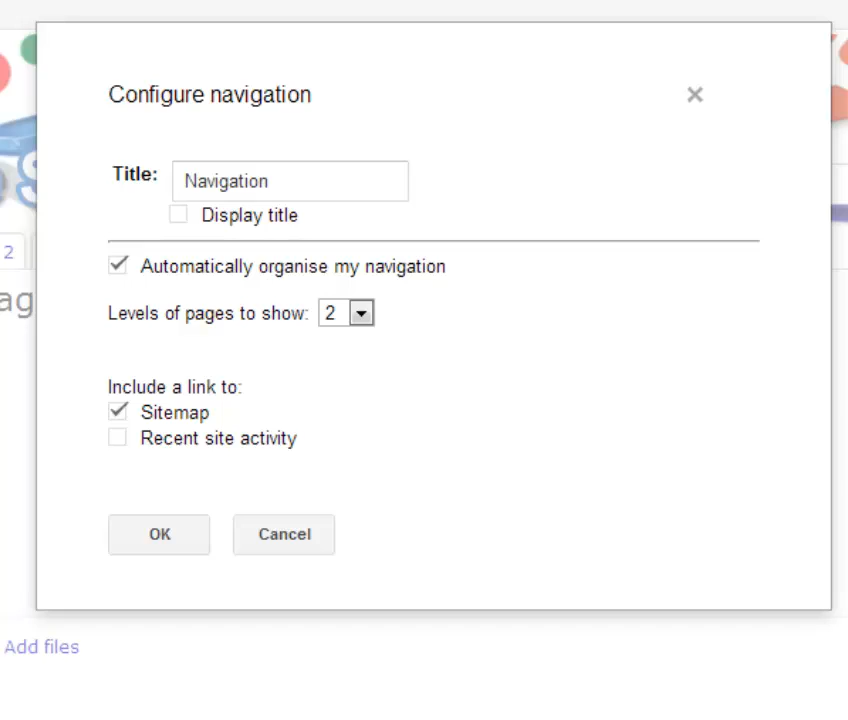 Configure navigation
Title: Navigation
Display title
Automatically organise my navigation
Levels of pages to show: 2
Include a link to:
Sitemap
Recent site activity
OK Cancel
2
ag
Add files